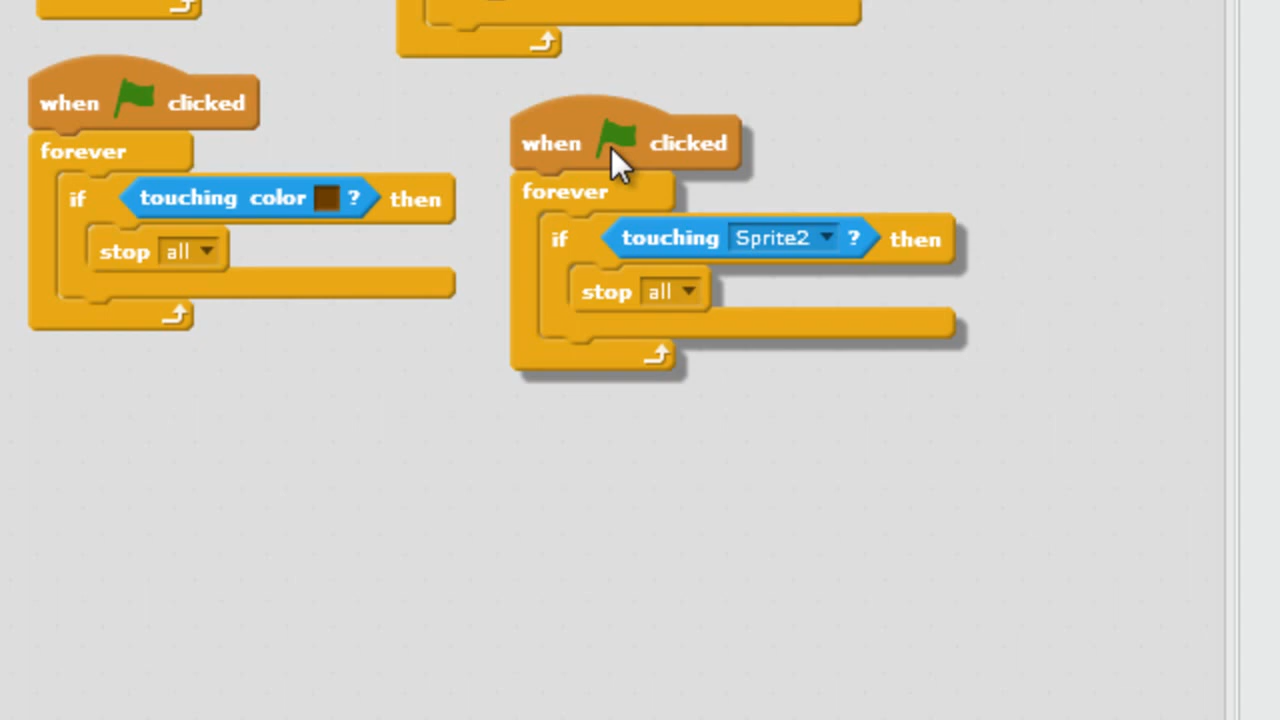 when clicked
forever
if touching color ? then
stop all
when clicked
forever
if touching Sprite2 ? then
stop all